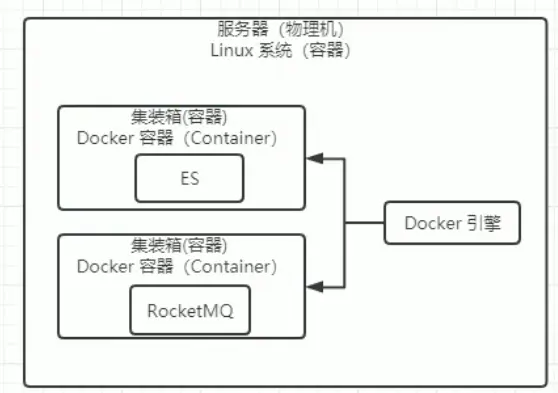 服务器（物理机）
Linux 系统（容器）
集装箱(容器)
Docker 容器（Container）
ES
Docker 引擎
集装箱(容器)
Docker 容器（Container）
RocketMQ